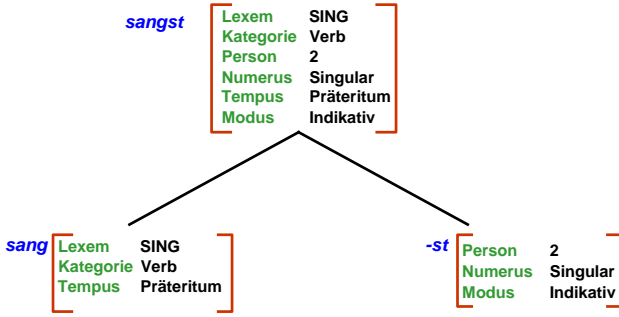 sangst
Lexem SING
Kategorie Verb
Person 2
Numerus Singular
Tempus Präteritum
Modus Indikativ
sang
Lexem SING
Kategorie Verb
Tempus Präteritum
-st
Person 2
Numerus Singular
Modus Indikativ